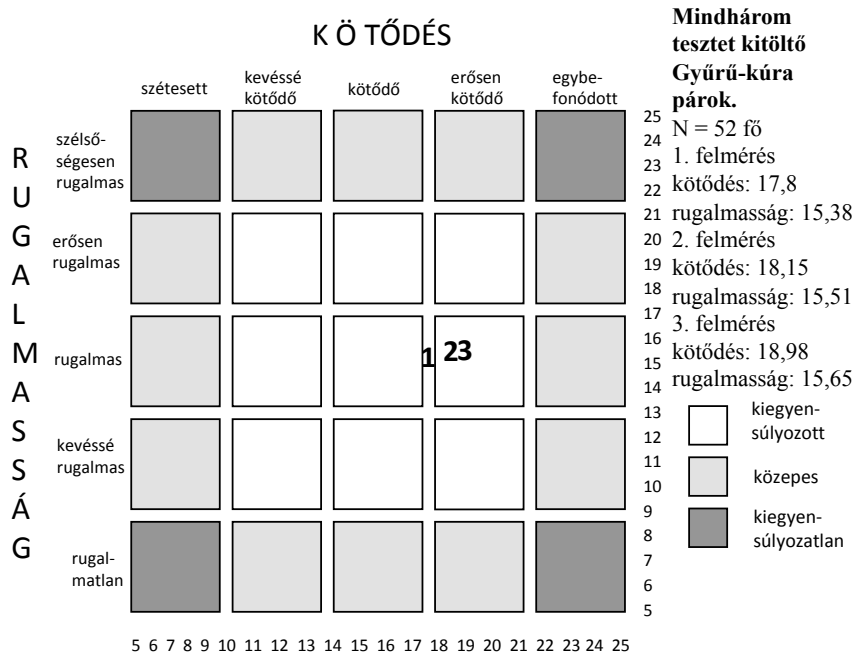 K Ö TŐDÉS
szétesett
kevéssé
kötődő
kötődő
erősen
kötődő
egybe-
fonódott
RUGALMASSÁG
szélső-
ségesen
rugalmas
erősen
rugalmas
rugalmas
kevéssé
rugalmas
rugal-
matlan
1 23
25
24
23
22
21
20
19
18
17
16
15
14
13
12
11
10
9
8
7
6
5
5 6 7 8 9 10 11 12 13 14 15 16 17 18 19 20 21 22 23 24 25
Mindhárom
tesztet kitöltő
Gyűrű-kúra
párok.
N = 52 fő
1. felmérés
kötődés: 17,8
rugalmasság: 15,38
2. felmérés
kötődés: 18,15
rugalmasság: 15,51
3. felmérés
kötődés: 18,98
rugalmasság: 15,65
kiegyen-
súlyozott
közepes
kiegyen-
súlyozatlan